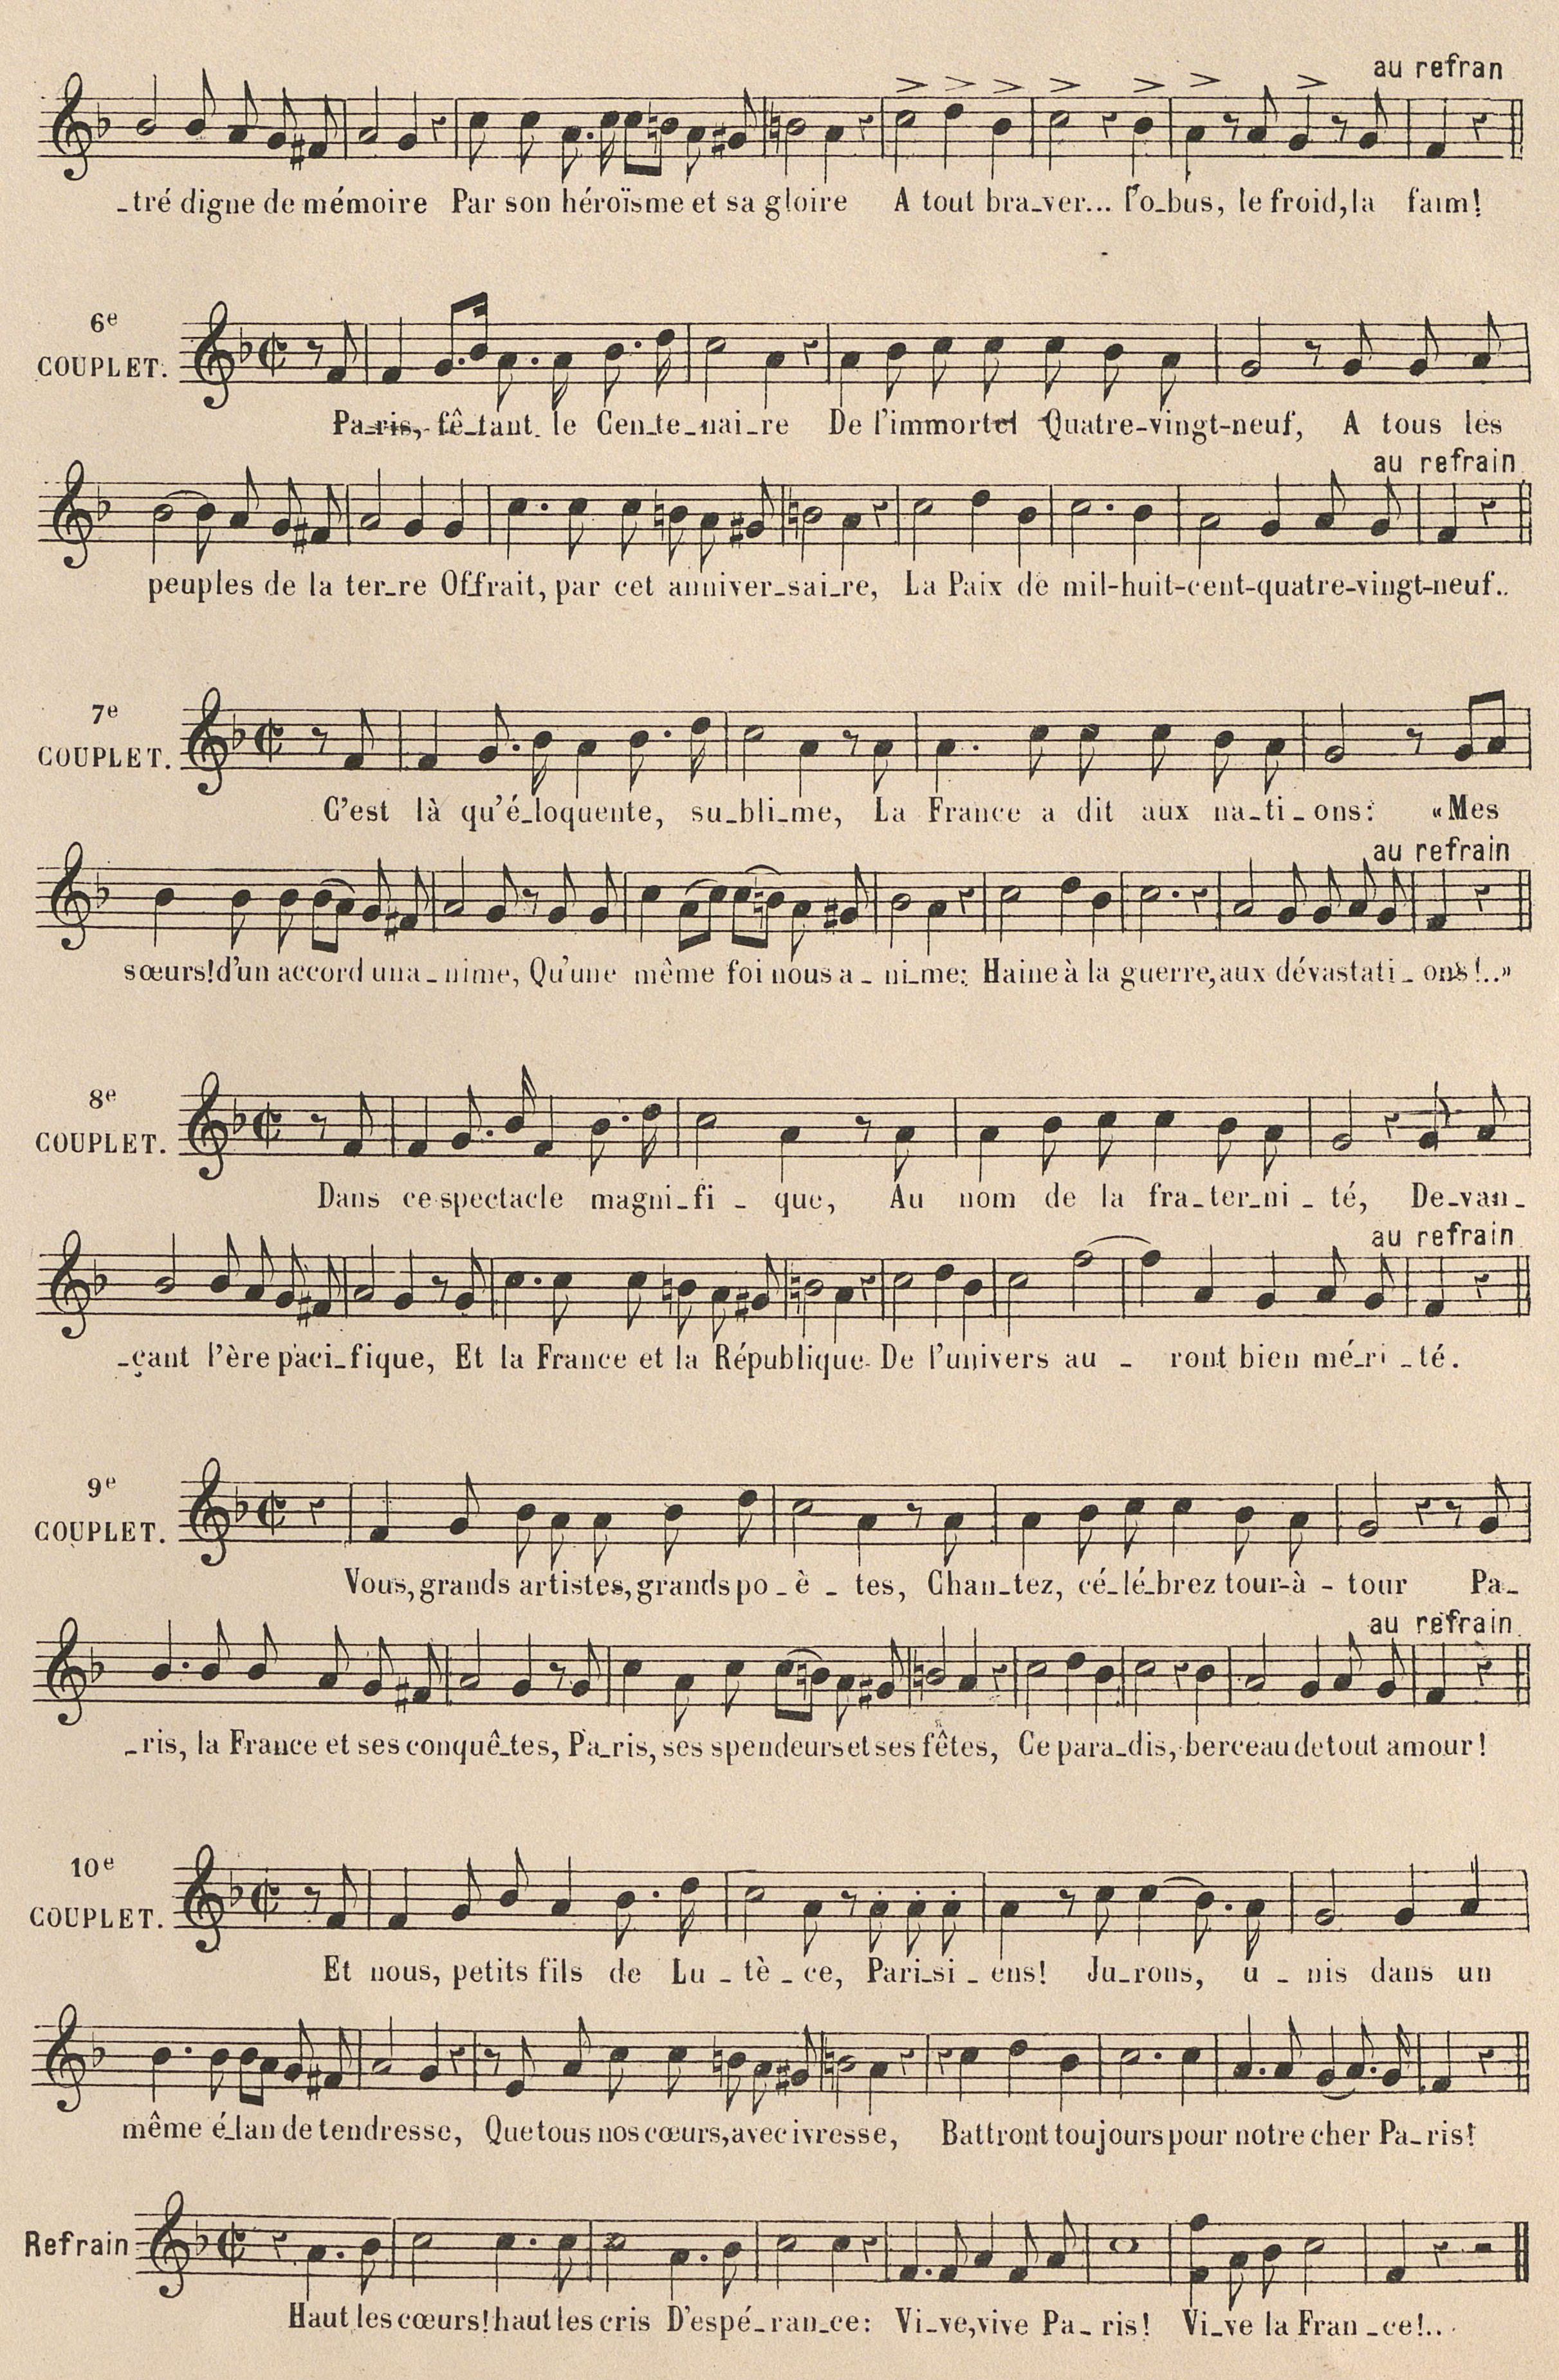 au refran
_tré digne de mémoire Par son héroïsme et sa gloire A tout bra_ver... l'o_bus, le froid, la faim!
6e
COUPLET.
Pa_ris, fê_tant le Cen_te_nai_re De l'immortel Quatre-vingt-neuf, A tous les
au refrain
peuples de la ter_re Of_frait, par cet anniver_sai_re, La Paix de mil-huit-cent-quatre-vingt-neuf..
7e
COUPLET.
C'est là qu'é_loquente, su_bli_me, La France a dit aux na_ti_ons: «Mes
au refrain
sœurs! d'un accord una_nime, Qu'une même foi nous a_ni_me: Haine à la guerre, aux dévastati_ons!..»
8e
COUPLET.
Dans ce spectacle magni_fi_que, Au nom de la fra_ter_ni_té, De_van_
au refrain
_çant l'ère paci_fique, Et la France et la République De l'univers au_ront bien mé_ri_té.
9e
COUPLET.
Vous, grands artistes, grands po_è_tes, Chan_tez, cé_lé_brez tour-à-tour Pa_
au refrain
_ris, la France et ses conquê_tes, Pa_ris, ses spendeurs et ses fêtes, Ce para_dis, berceau de tout amour!
10e
COUPLET.
Et nous, petits fils de Lu_tè_ce, Pari_si_ens! Ju_rons, u_nis dans un
même é_lan de tendresse, Que tous nos cœurs, avec ivresse, Battront toujours pour notre cher Pa_ris!
Refrain
Haut les cœurs! haut les cris D'espé_ran_ce: Vi_ve, vive Pa_ris! Vi_ve la Fran_ce!...